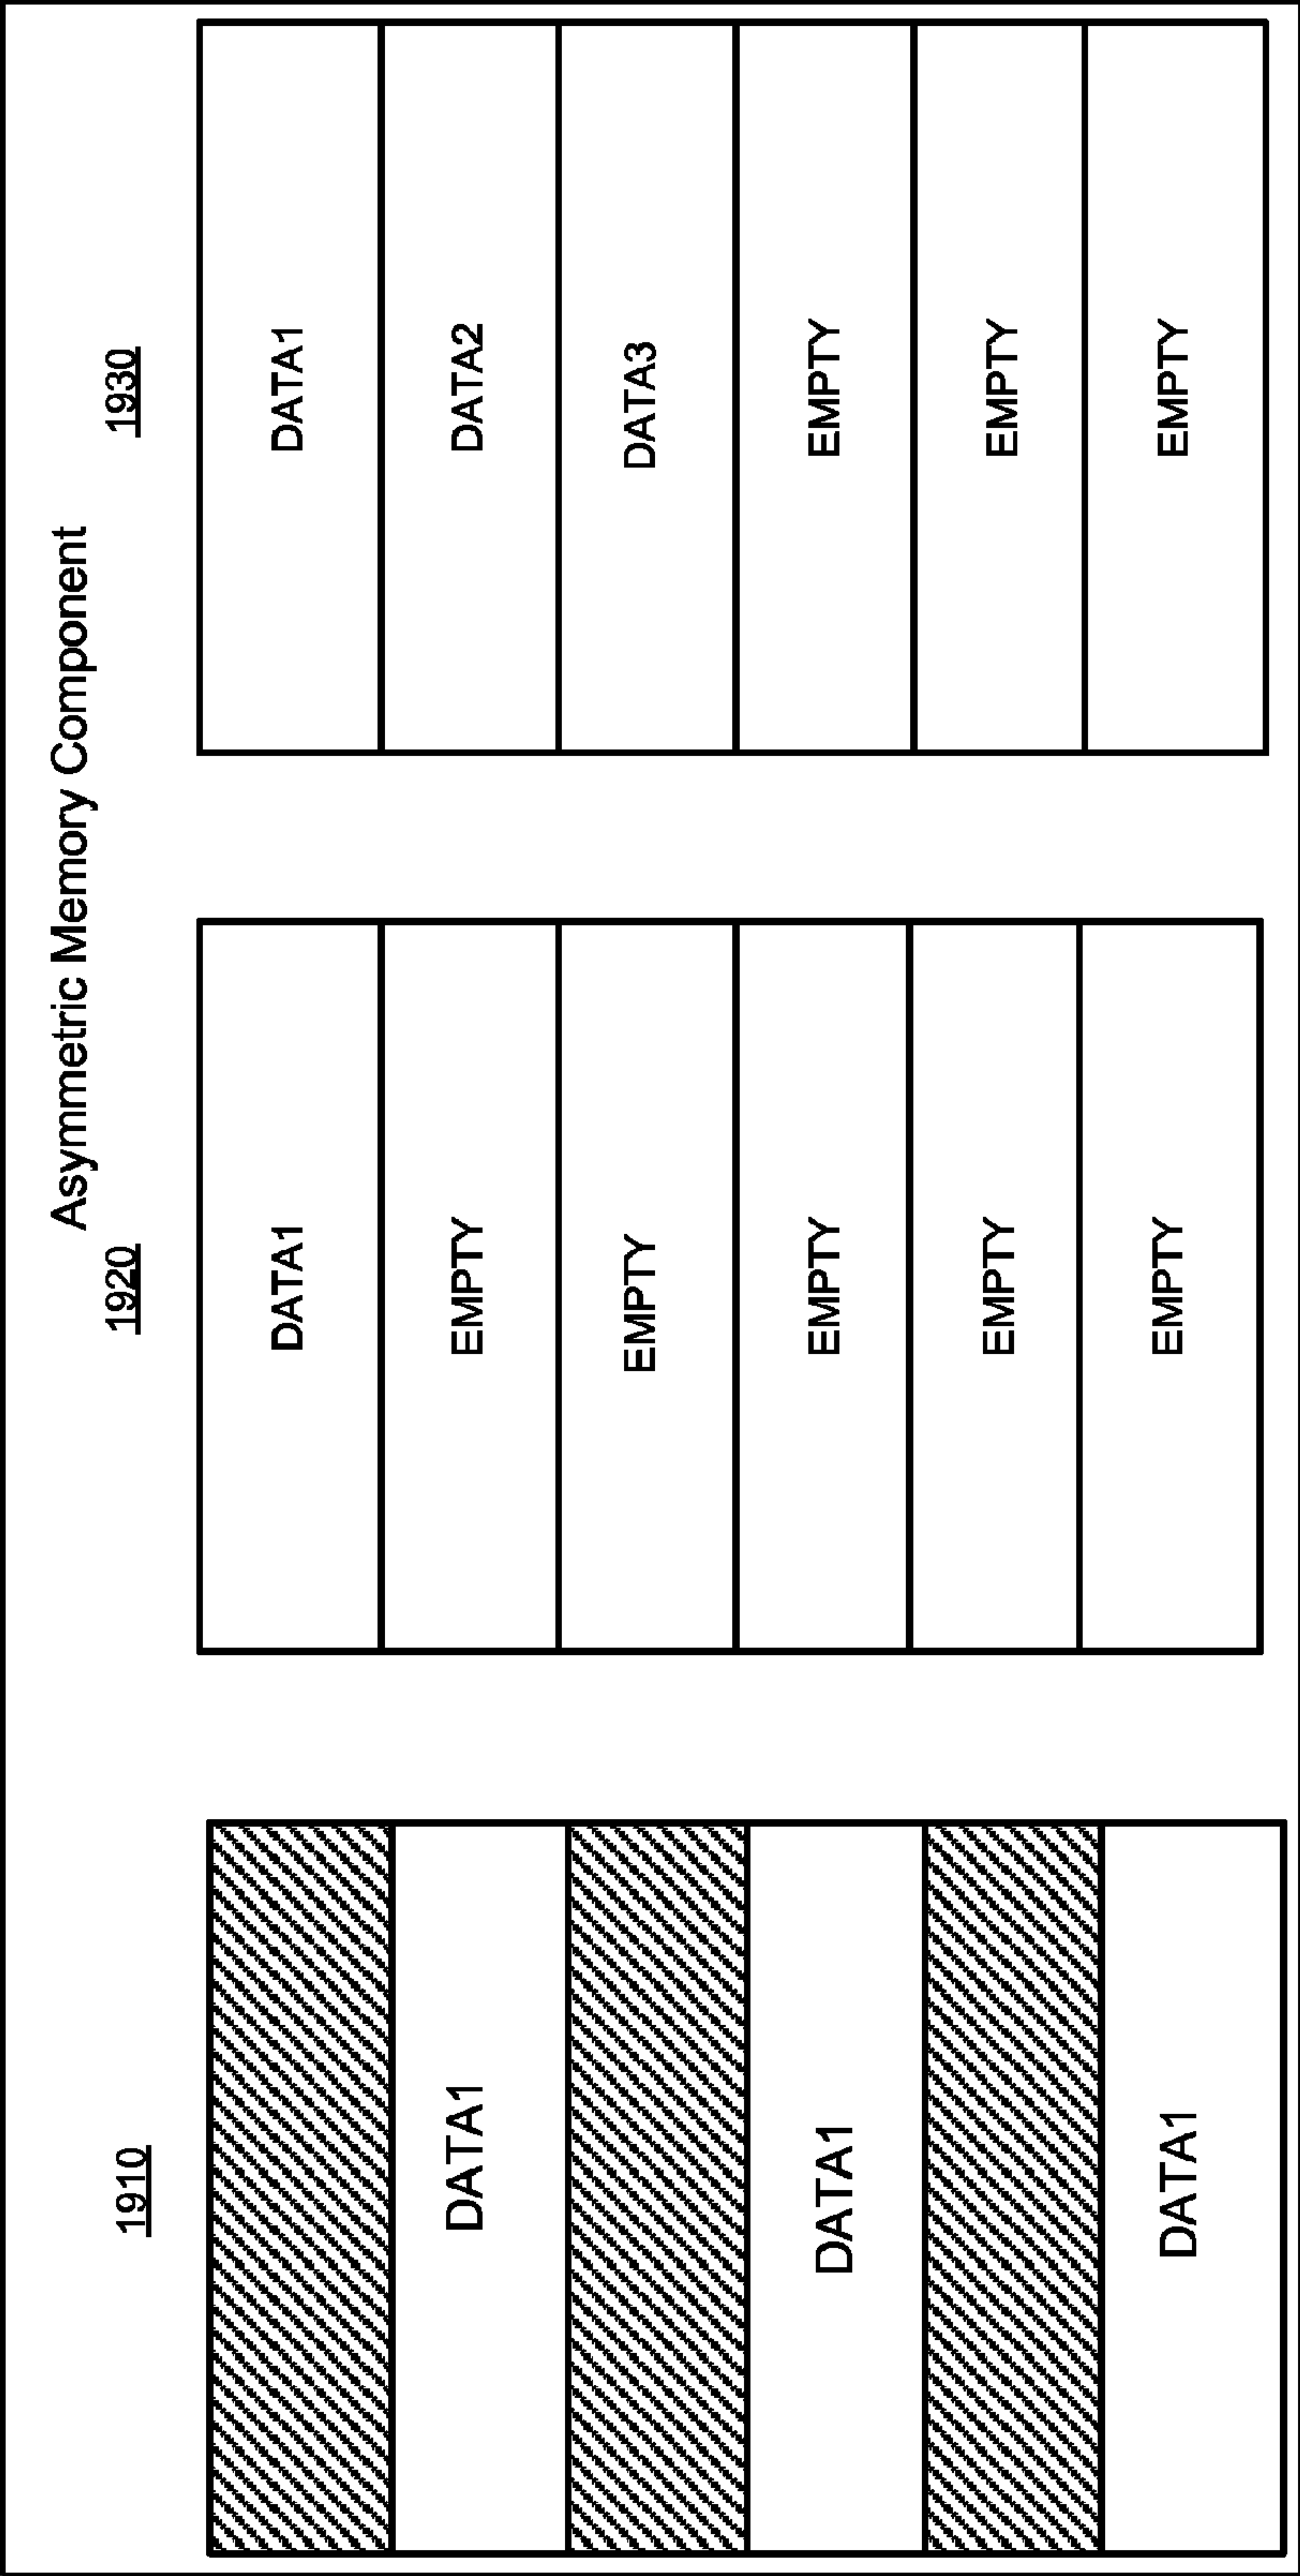 Asymmetric Memory Component
1910
DATA1
DATA1
DATA1
1920
DATA1
EMPTY
EMPTY
EMPTY
EMPTY
EMPTY
1930
DATA1
DATA2
DATA3
EMPTY
EMPTY
EMPTY